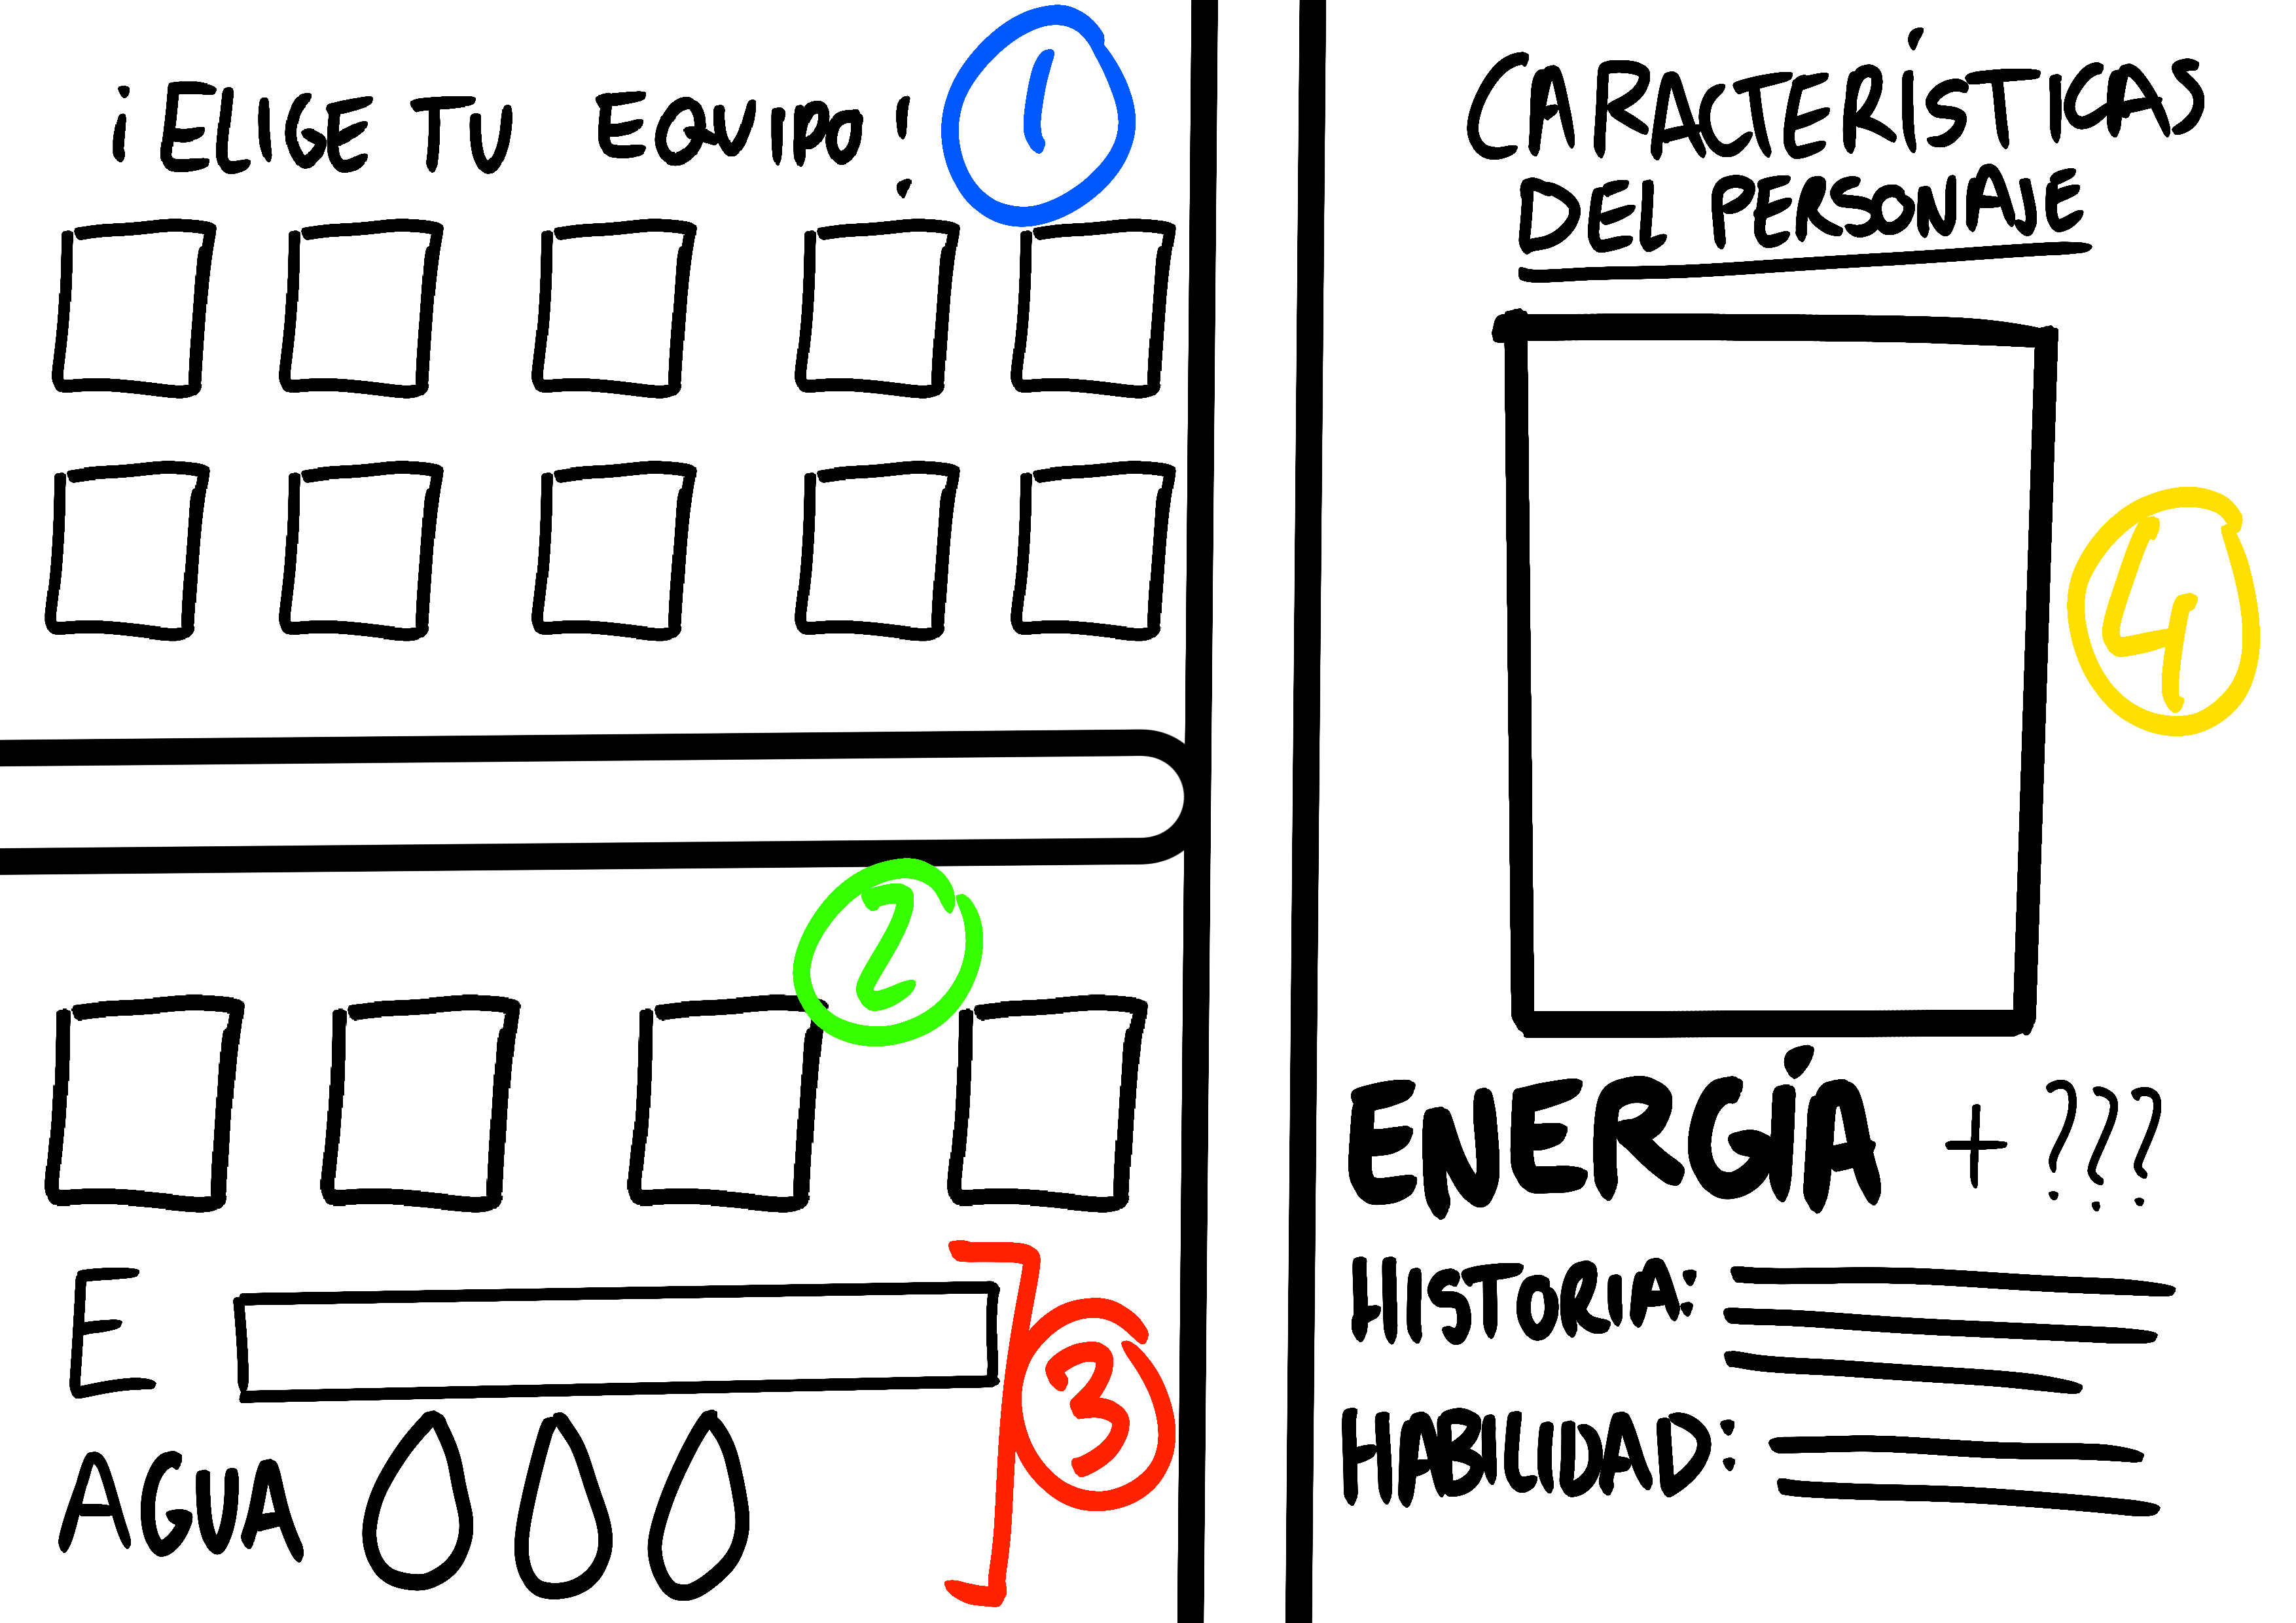 ¡ELIGE TU EQUIPO!
1
2
E
3
AGUA
CARACTERÍSTICAS
DEL PERSONAJE
4
ENERGÍA + ???
HISTORIA:
HABILIDAD: